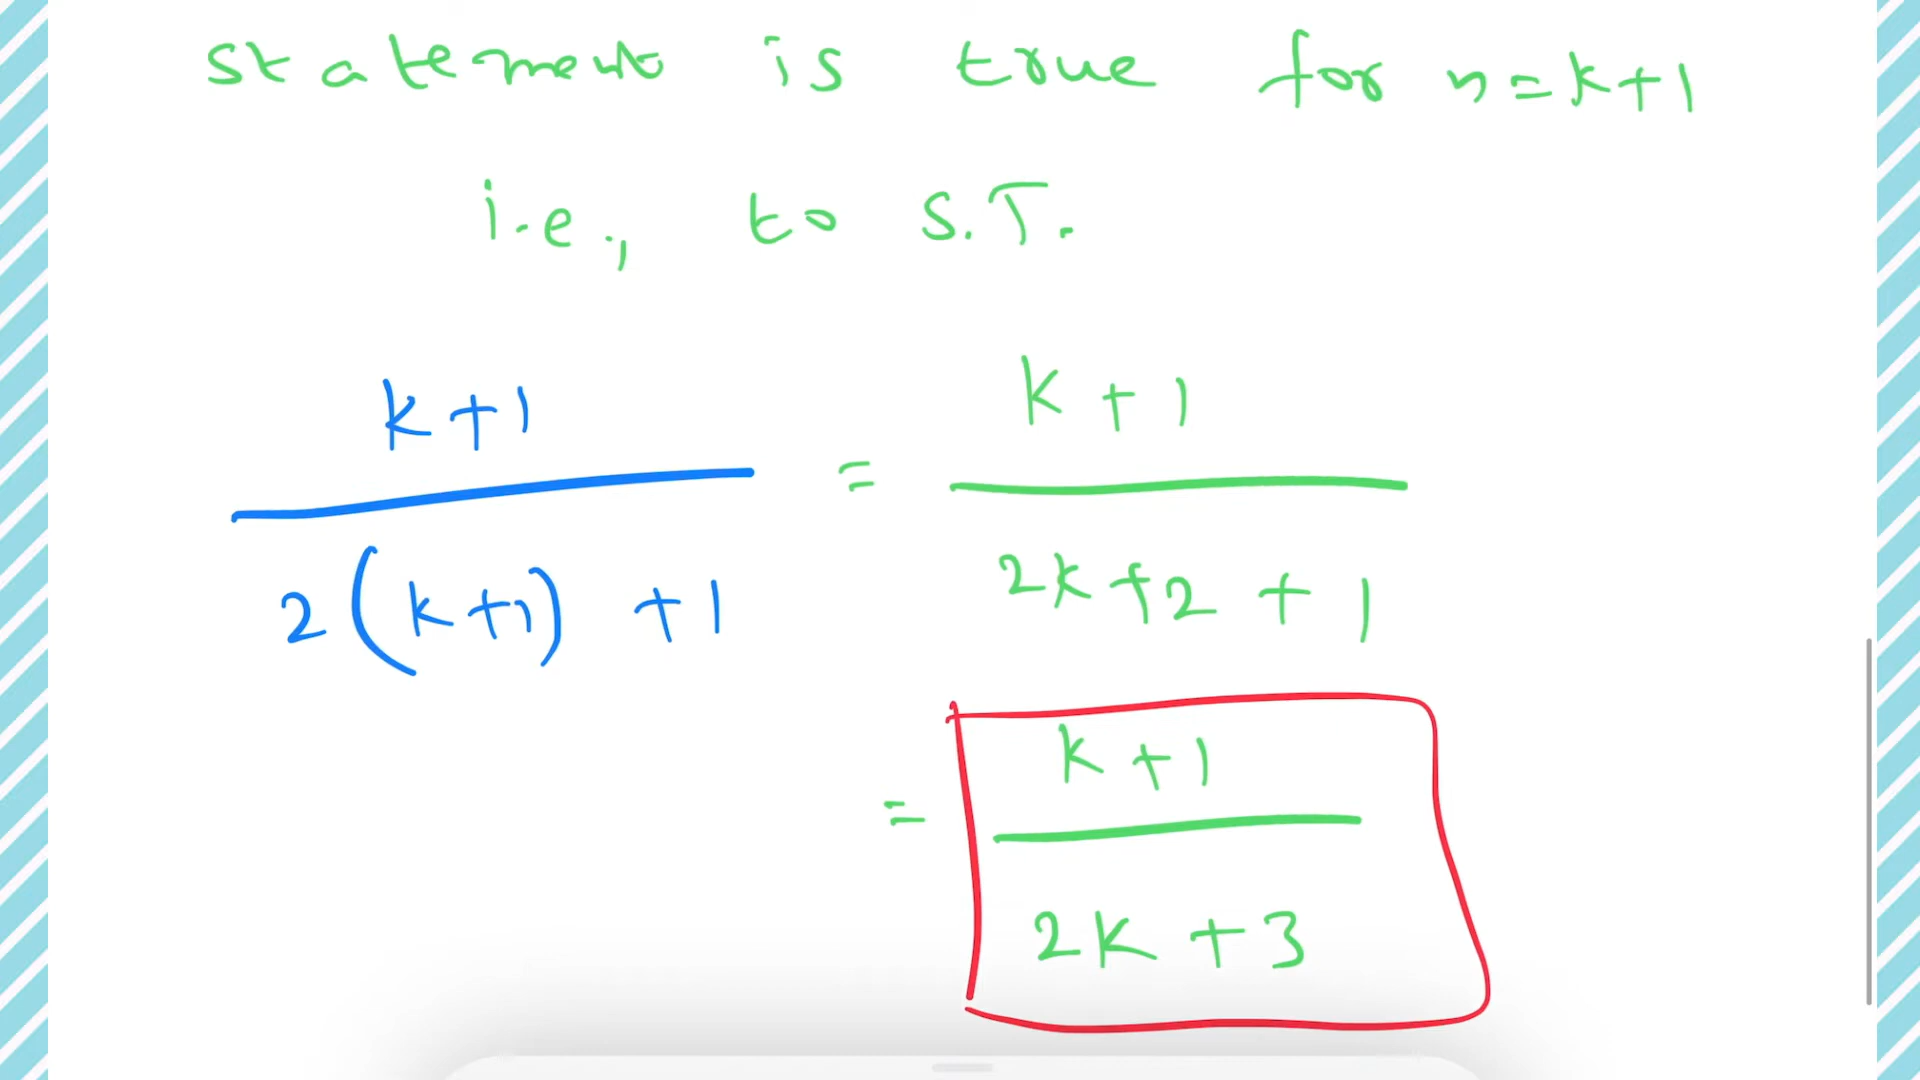 statement is true for n=k+1
i.e., to S.T.
k+1 / 2(k+1) +1 = k+1 / 2k+2+1
= k+1 / 2k+3